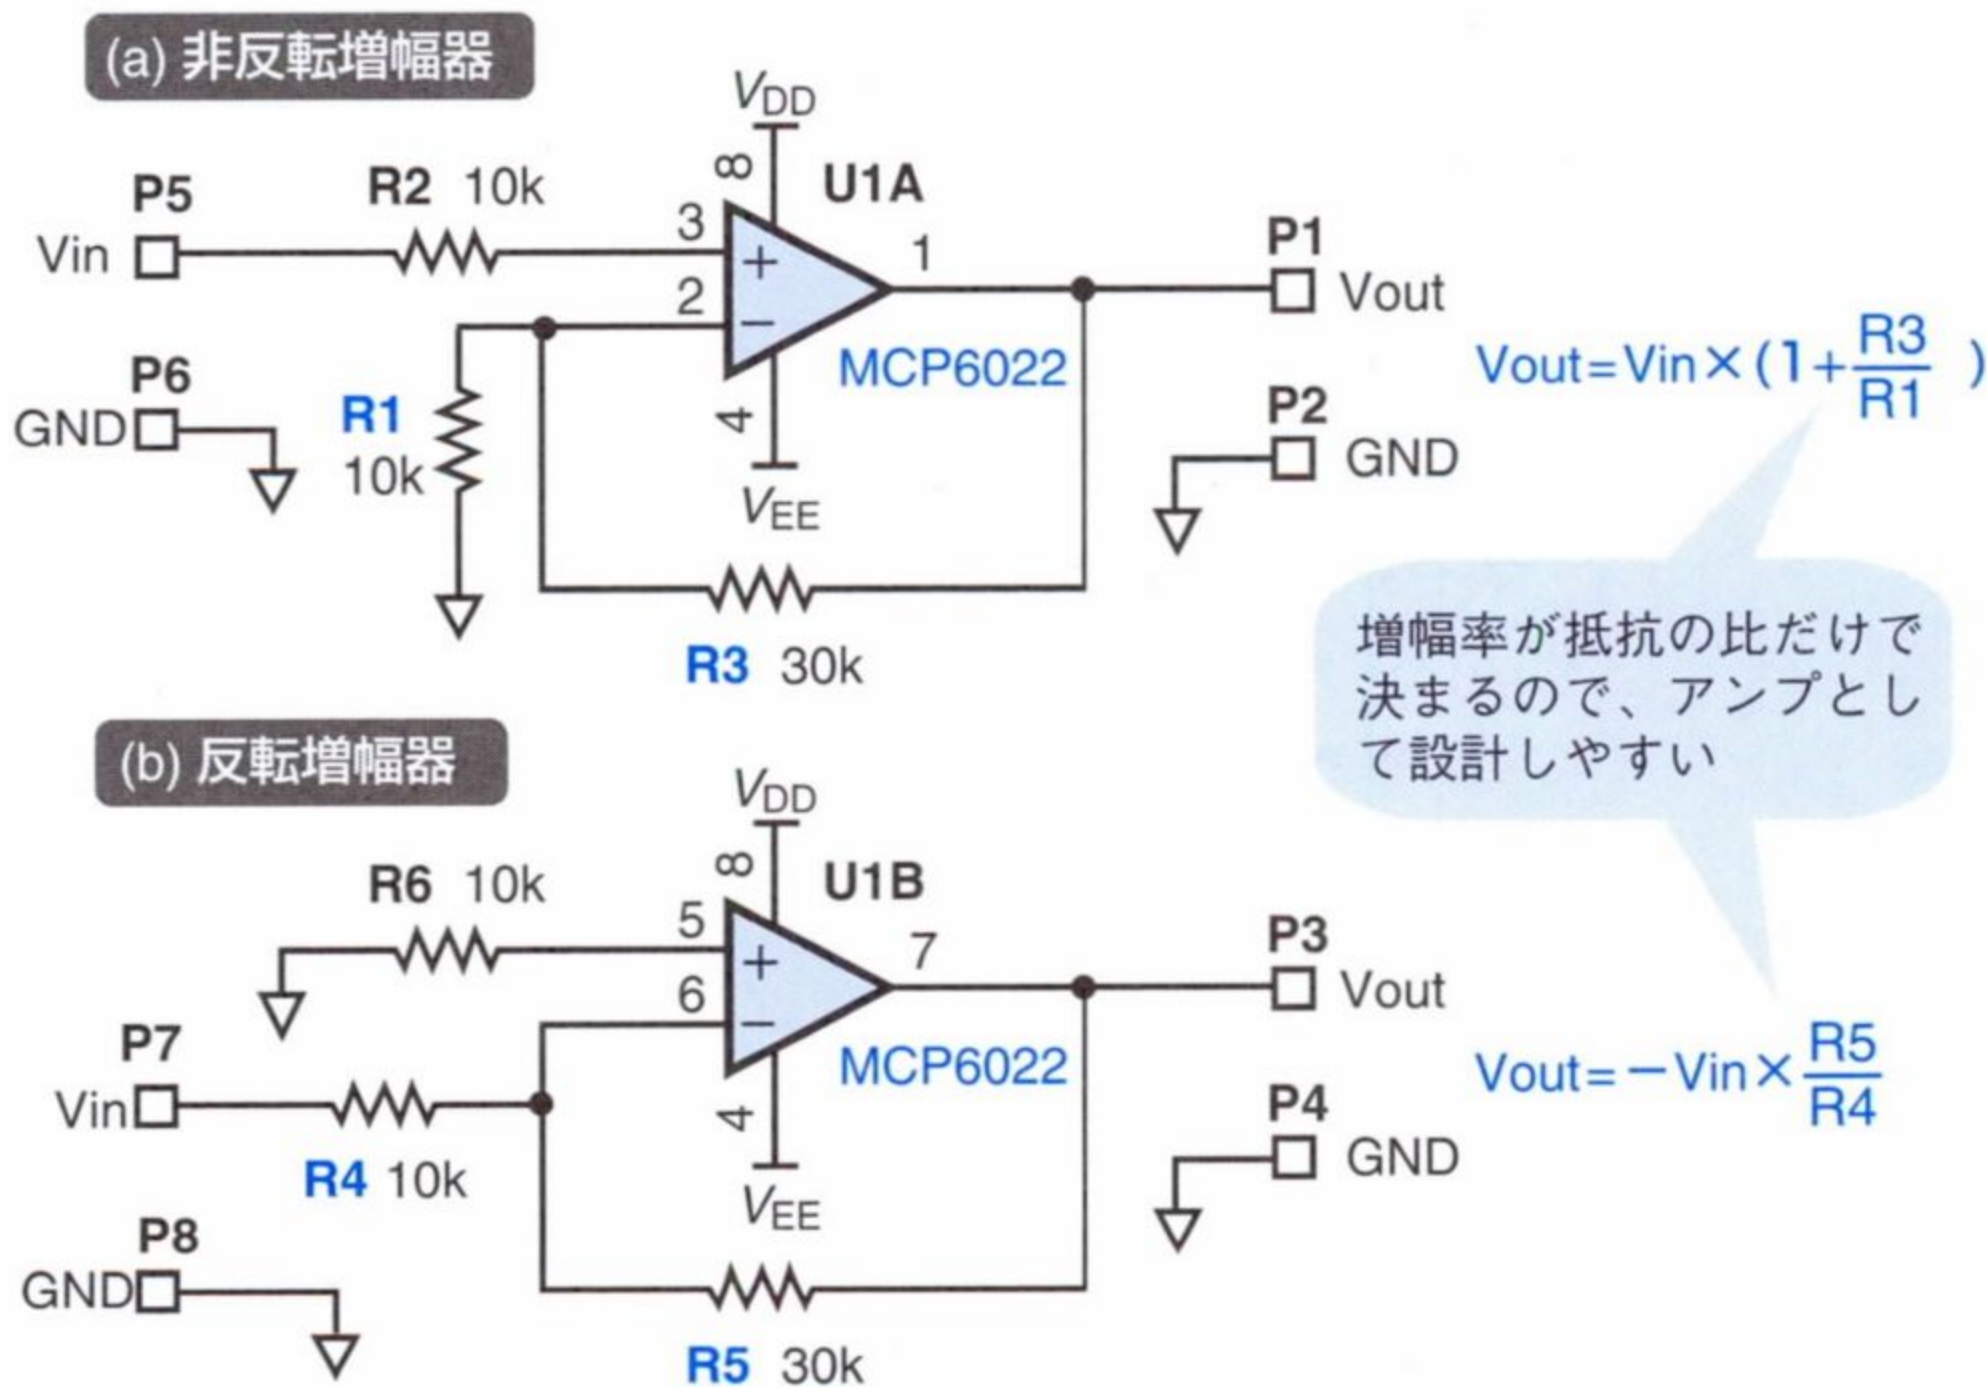 (a) 非反転増幅器
VDD
8
U1A
P5
R2 10k
Vin
3
+
2
−
1
P1
Vout
MCP6022
P6
GND
R1
10k
4
VEE
P2
GND
R3 30k
Vout=Vin×(1+R3/R1)
増幅率が抵抗の比だけで
決まるので、アンプとし
て設計しやすい
(b) 反転増幅器
VDD
8
U1B
R6 10k
5
+
6
−
7
P3
Vout
MCP6022
P7
Vin
R4 10k
4
VEE
P4
GND
Vout=−Vin×R5/R4
P8
GND
R5 30k